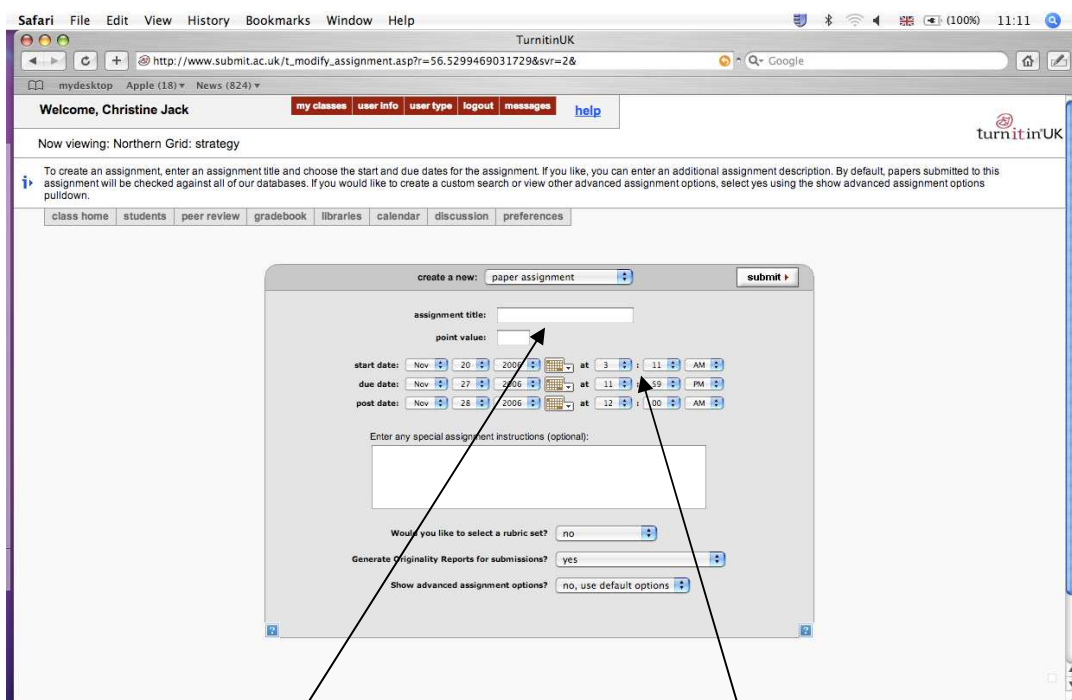 Safari File Edit View History Bookmarks Window Help (100%) 11:11
TurnitinUK
http://www.submit.ac.uk/t_modify_assignment.asp?r=56.5299469031729&svr=2& Google
mydesktop Apple (18) News (824)
Welcome, Christine Jack my classes user info user type logout messages help
turnitin UK
Now viewing: Northern Grid: strategy
To create an assignment, enter an assignment title and choose the start and due dates for the assignment. If you like, you can enter an additional assignment description. By default, papers submitted to this
assignment will be checked against all of our databases. If you would like to create a custom search or view other advanced assignment options, select yes using the show advanced assignment options
pulldown.
class home students peer review gradebook libraries calendar discussion preferences
create a new: paper assignment submit
assignment title:
point value:
start date: Nov 20 2006 at 3 : 11 AM
due date: Nov 27 2006 at 11 : 59 PM
post date: Nov 28 2006 at 12 : 00 AM
Enter any special assignment instructions (optional):
Would you like to select a rubric set? no
Generate Originality Reports for submissions? yes
Show advanced assignment options? no, use default options
? ?